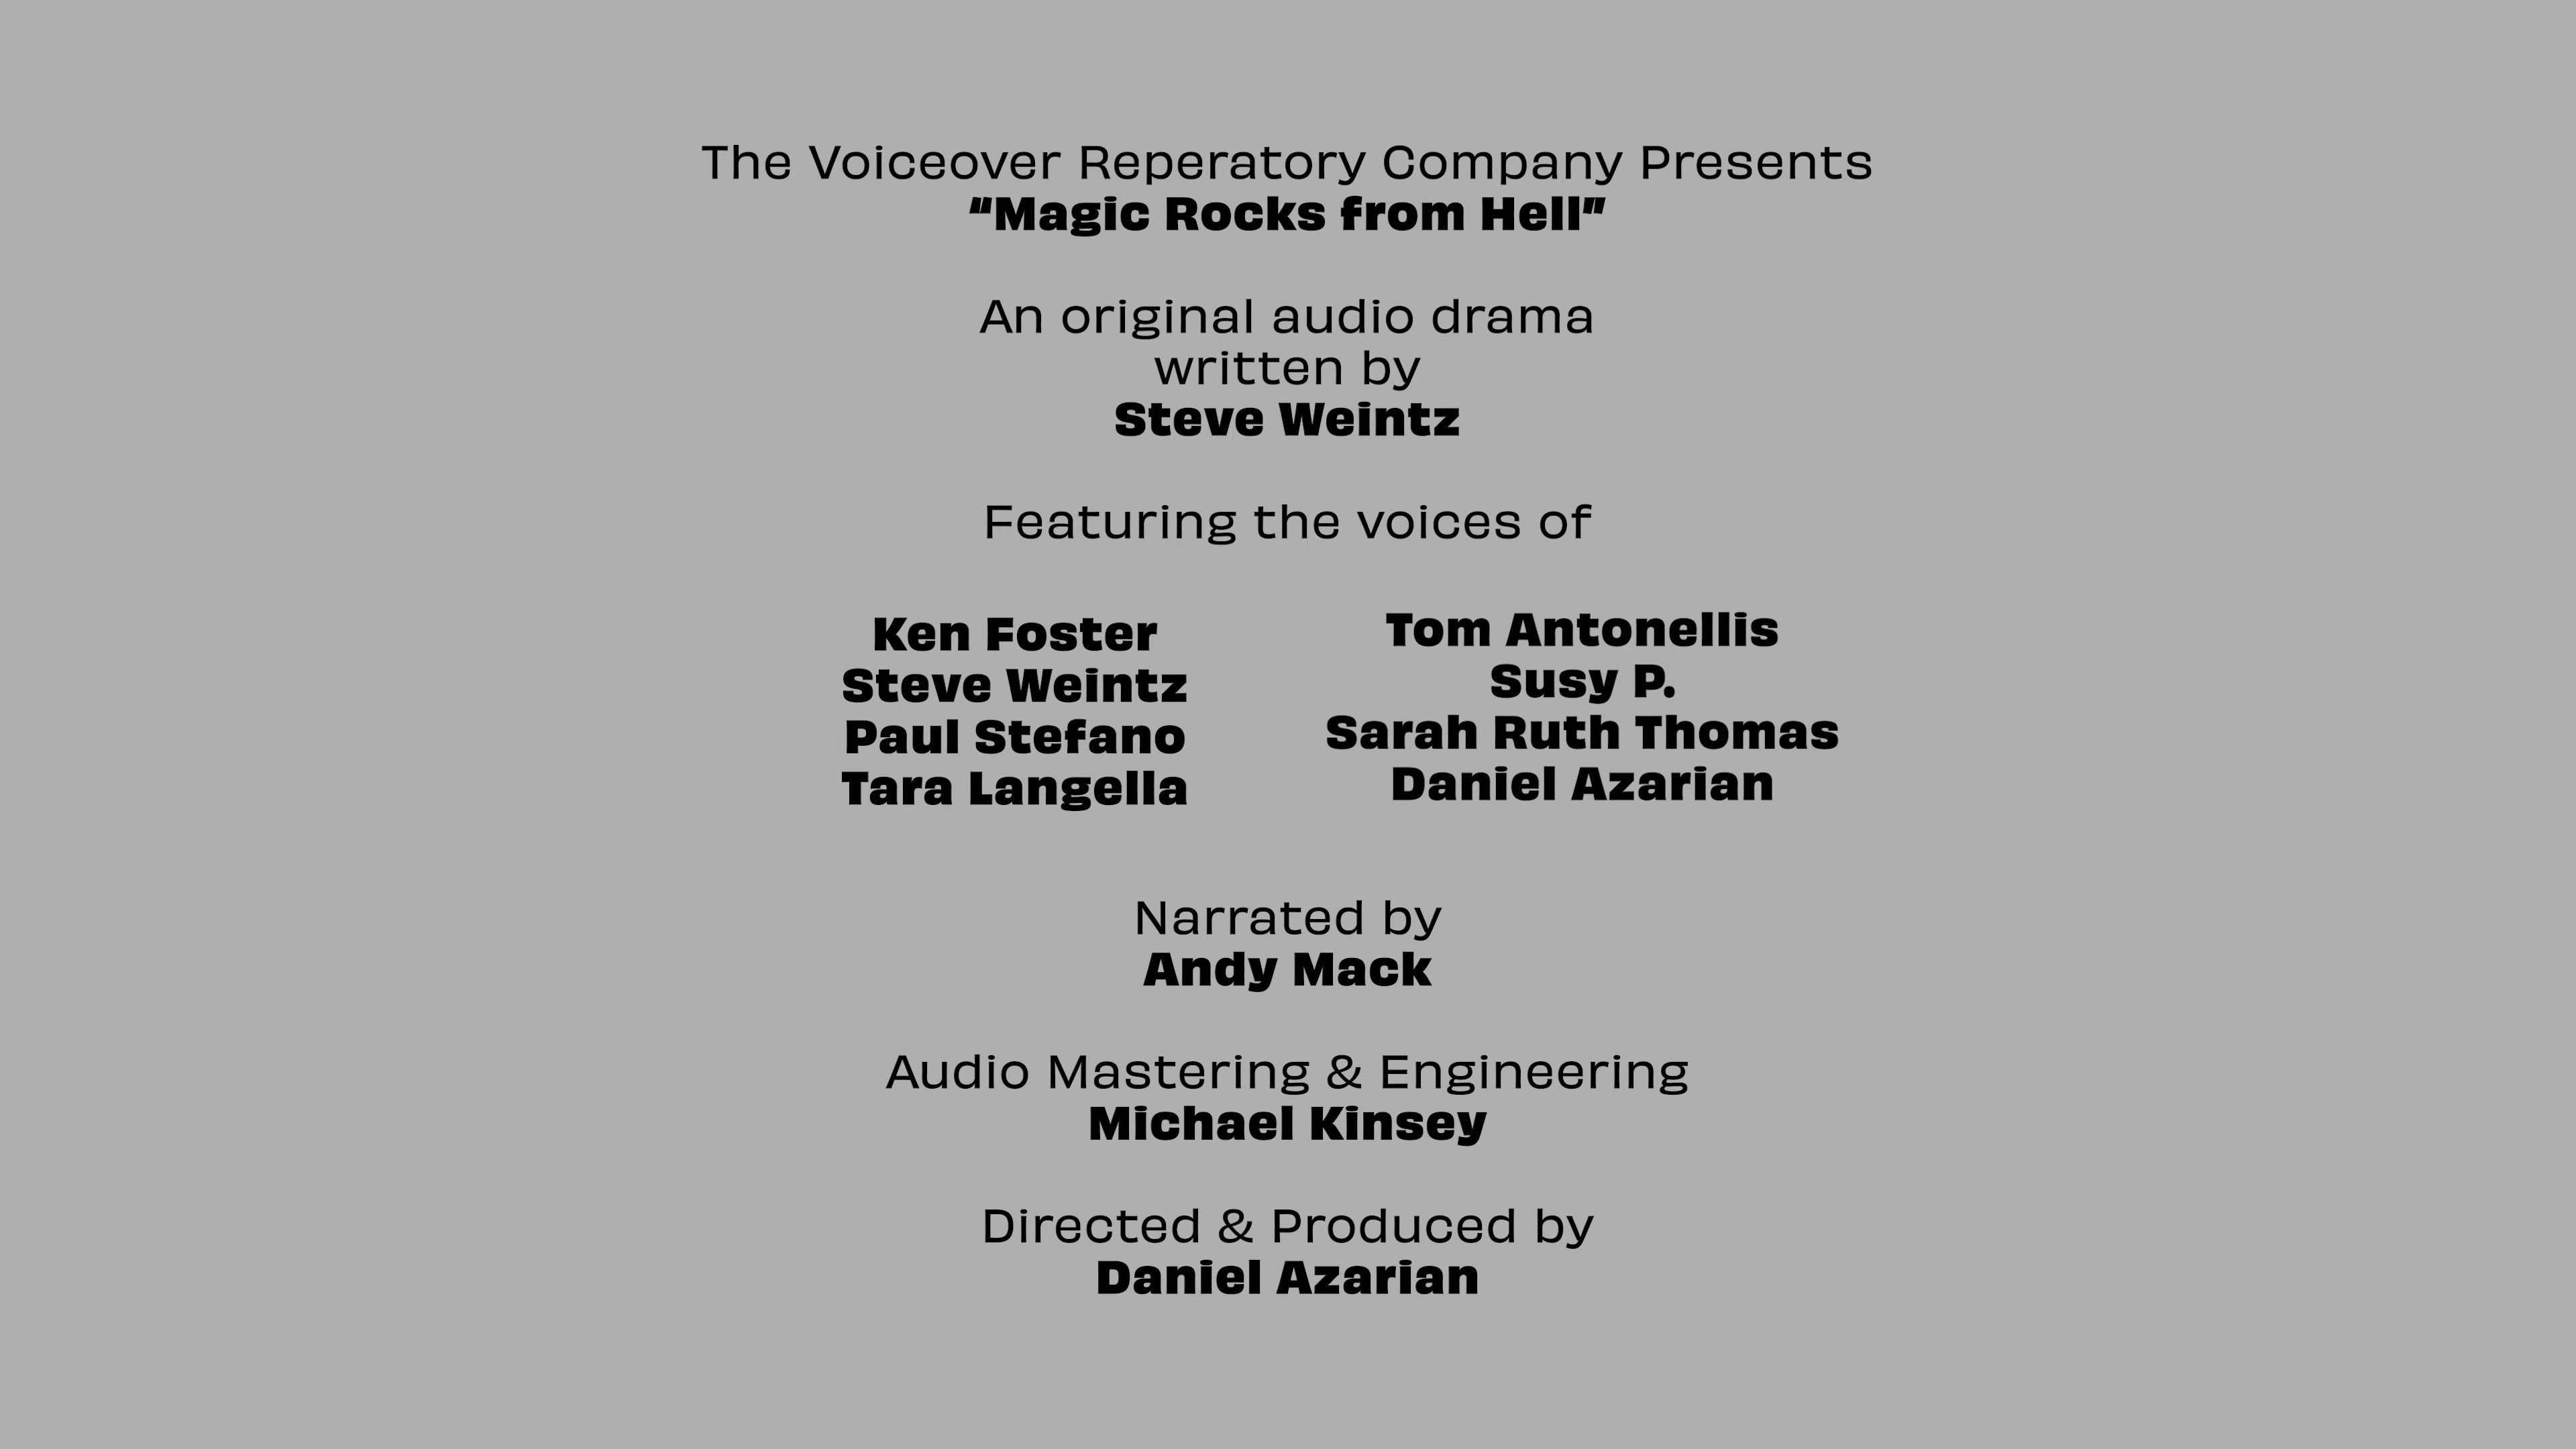 The Voiceover Reperatory Company Presents
“Magic Rocks from Hell”
An original audio drama
written by
Steve Weintz
Featuring the voices of
Ken Foster
Steve Weintz
Paul Stefano
Tara Langella
Tom Antonellis
Susy P.
Sarah Ruth Thomas
Daniel Azarian
Narrated by
Andy Mack
Audio Mastering & Engineering
Michael Kinsey
Directed & Produced by
Daniel Azarian